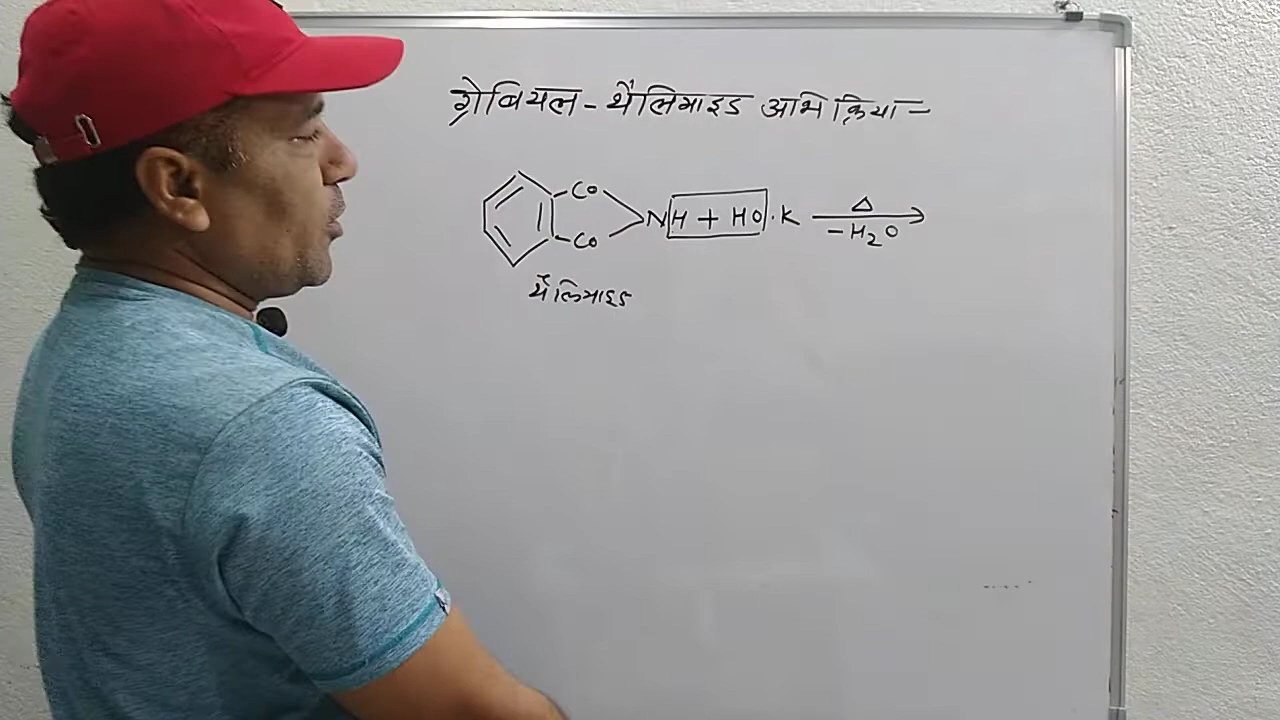 ग्रेबियल - थैलिमाइड अभिक्रिया -
CO CO NH + HO.K Δ -H₂O
थैलिमाइड